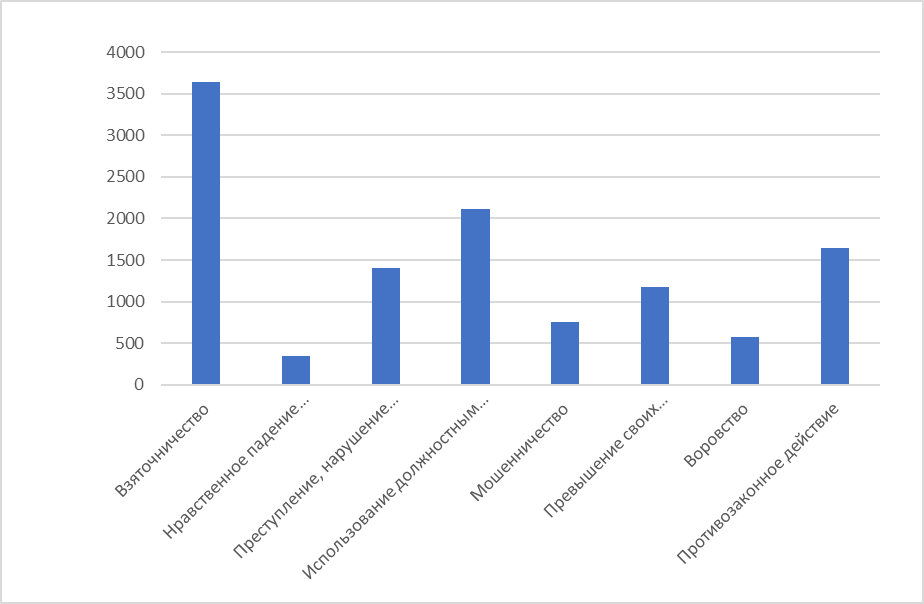 4000
3500
3000
2500
2000
1500
1000
500
0
Взяточничество
Нравственное падение...
Преступление, нарушение...
Использование должностным...
Мошенничество
Превышение своих...
Воровство
Противозаконное действие